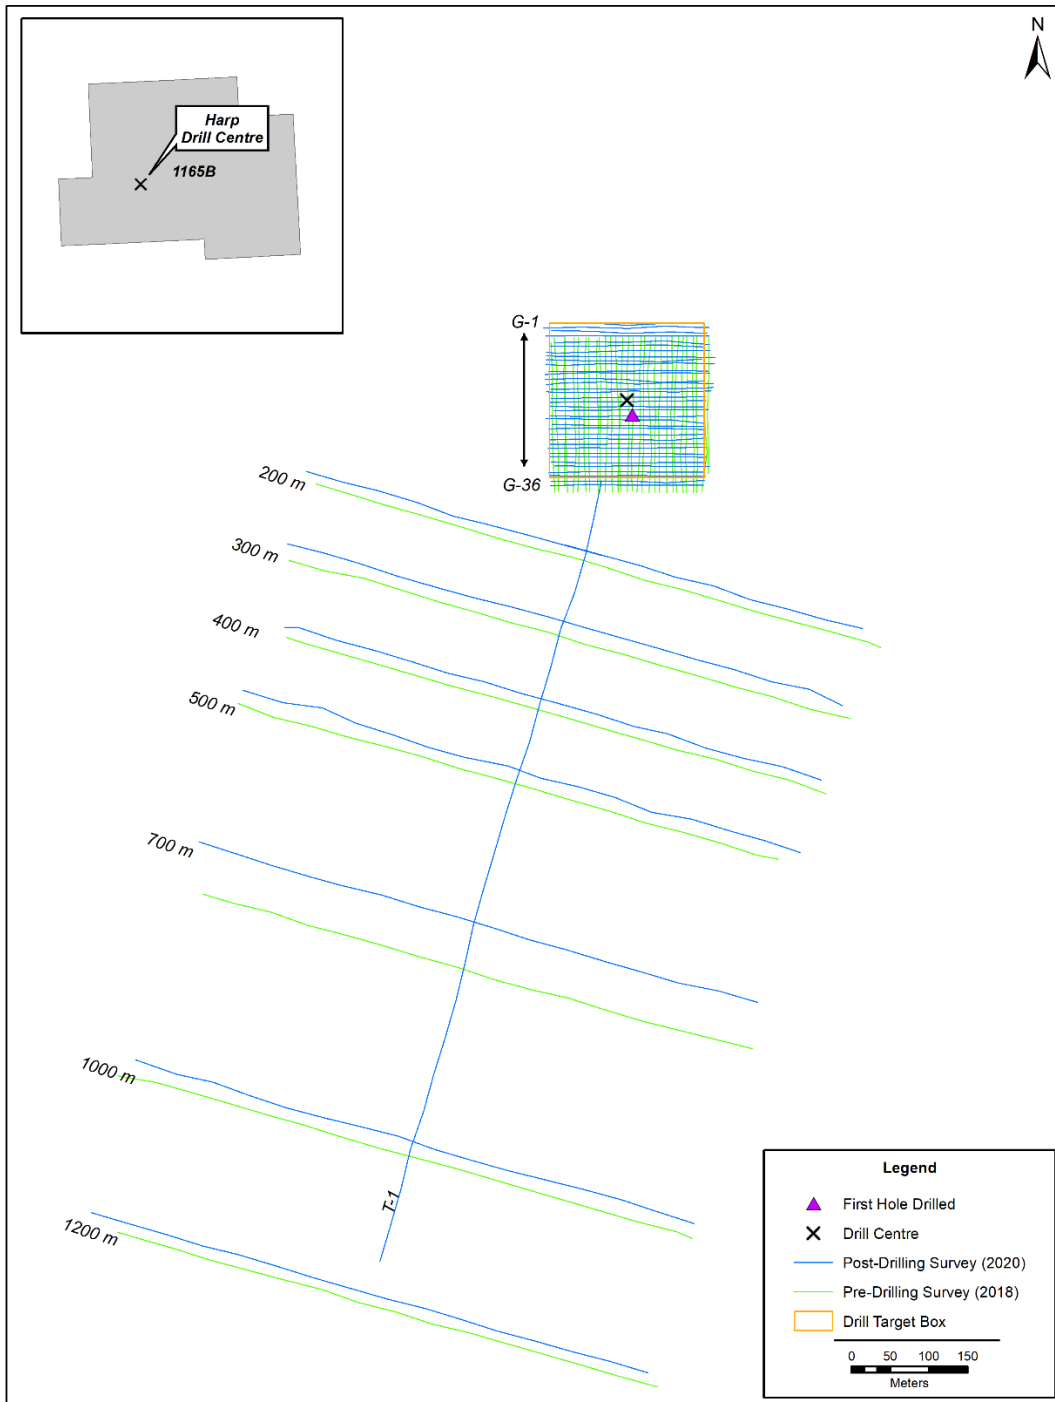 N
Harp
Drill Centre
1165B
G-1
G-36
200 m
300 m
400 m
500 m
700 m
1000 m
T-1
1200 m
Legend
First Hole Drilled
Drill Centre
Post-Drilling Survey (2020)
Pre-Drilling Survey (2018)
Drill Target Box
0 50 100 150
Meters